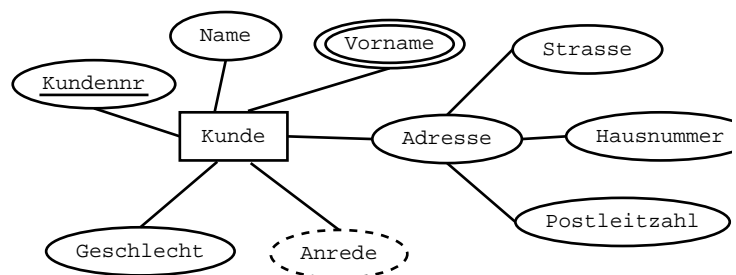 Name
Vorname
Strasse
Kundennr
Kunde
Adresse
Hausnummer
Postleitzahl
Geschlecht
Anrede